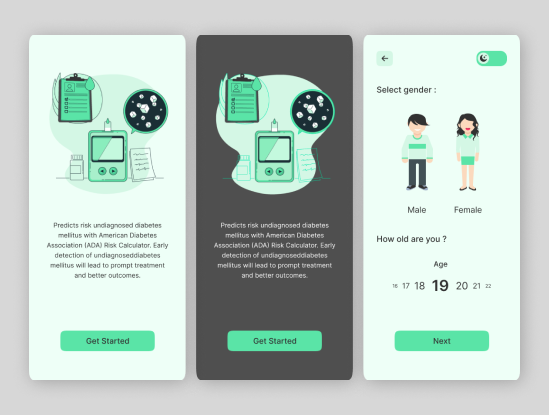 Predicts risk undiagnosed diabetes
mellitus with American Diabetes
Association (ADA) Risk Calculator. Early
detection of undiagnoseddiabetes
mellitus will lead to prompt treatment
and better outcomes.
Get Started
Predicts risk undiagnosed diabetes
mellitus with American Diabetes
Association (ADA) Risk Calculator. Early
detection of undiagnoseddiabetes
mellitus will lead to prompt treatment
and better outcomes.
Get Started
Select gender :
Male Female
How old are you ?
Age
16 17 18 19 20 21 22
Next